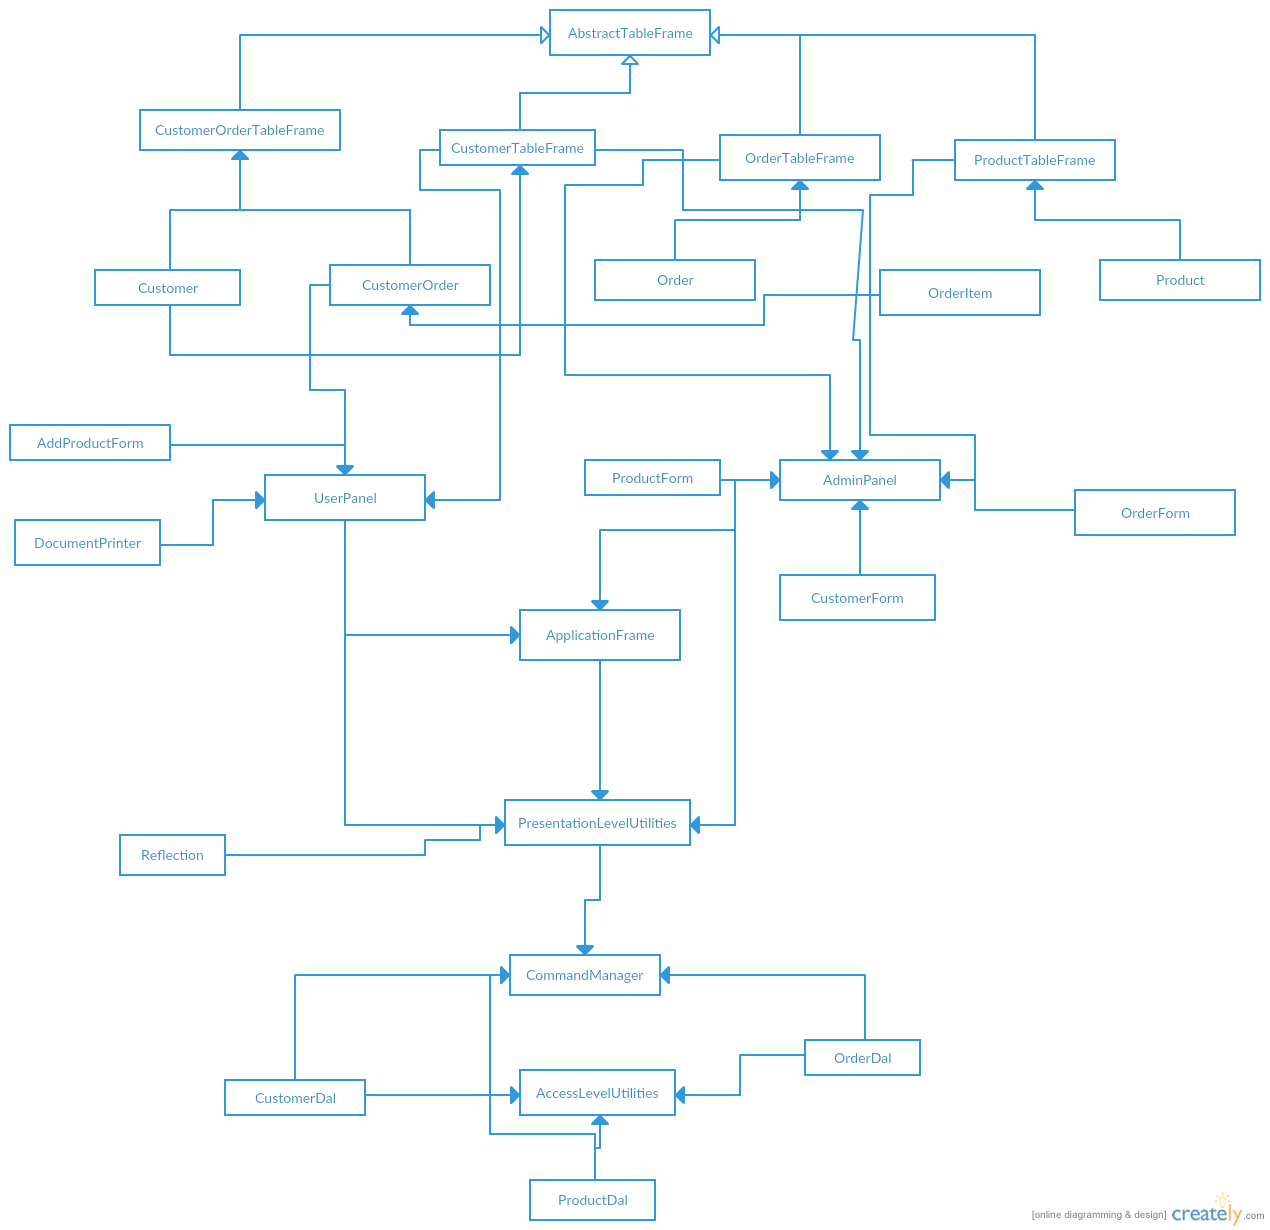 AbstractTableFrame
CustomerOrderTableFrame
CustomerTableFrame
OrderTableFrame
ProductTableFrame
Customer
CustomerOrder
Order
OrderItem
Product
AddProductForm
UserPanel
ProductForm
AdminPanel
OrderForm
DocumentPrinter
CustomerForm
ApplicationFrame
PresentationLevelUtilities
Reflection
CommandManager
OrderDal
CustomerDal
AccessLevelUtilities
ProductDal
[online diagramming & design] creately.com